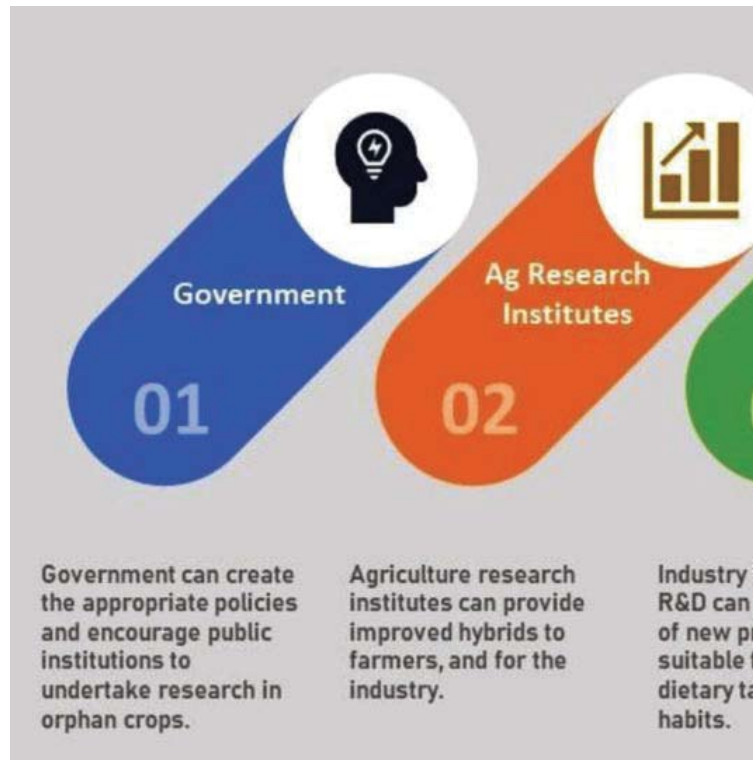 Government
01
Ag Research
Institutes
02
Government can create
the appropriate policies
and encourage public
institutions to
undertake research in
orphan crops.
Agriculture research
institutes can provide
improved hybrids to
farmers, and for the
industry.
Industry
R&D can
of new
suitable
dietary
habits.